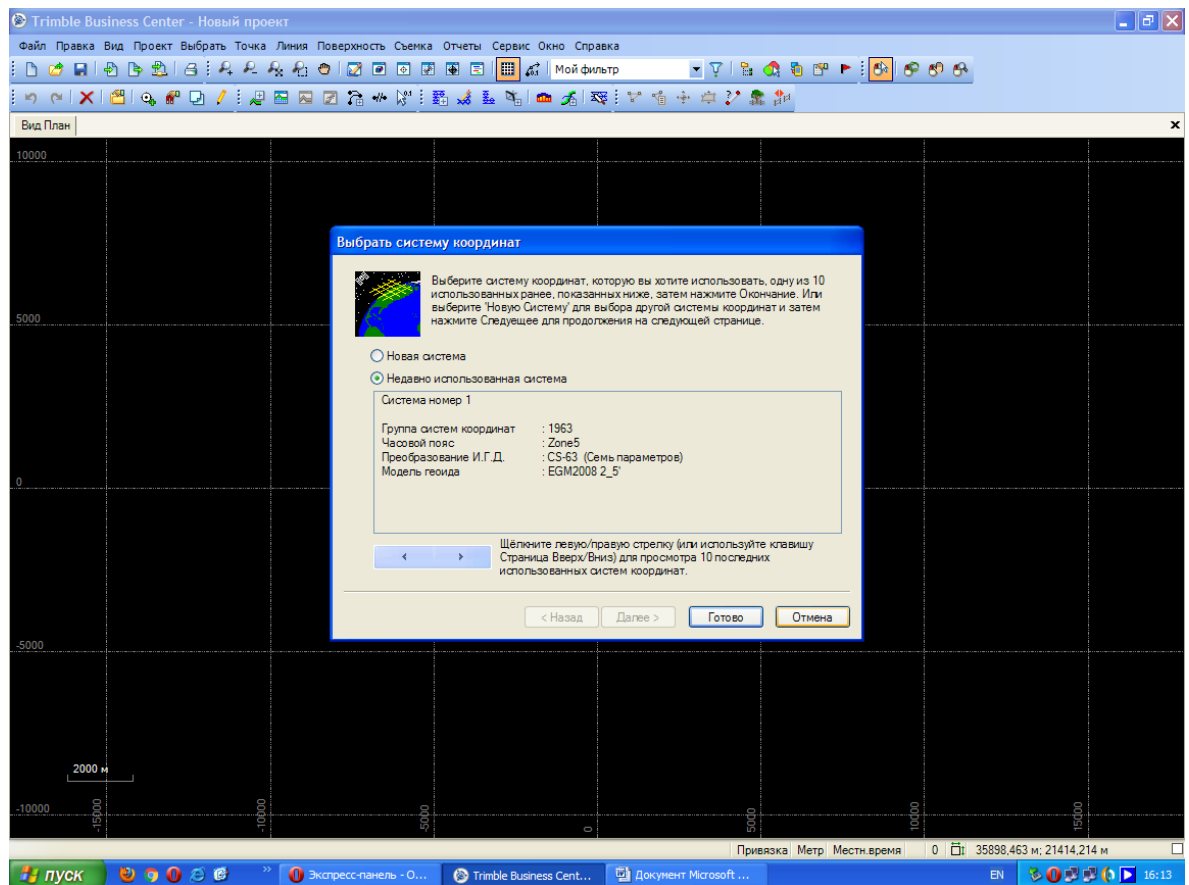 Trimble Business Center - Новый проект
Файл Правка Вид Проект Выбрать Точка Линия Поверхность Съемка Отчеты Сервис Окно Справка
Мой фильтр
Вид План
10000
5000
0
-5000
-10000
2000 м
-15000 -10000 -5000 0 5000 10000 15000
Выбрать систему координат
Выберите систему координат, которую вы хотите использовать, одну из 10
использованных ранее, показанных ниже, затем нажмите Окончание. Или
выберите 'Новую Систему' для выбора другой системы координат и затем
нажмите Следуещее для продолжения на следующей странице.
Новая система
Недавно использованная система
Система номер 1
Группа систем координат : 1963
Часовой пояс : Zone5
Преобразование И.Г.Д. : CS-63 (Семь параметров)
Модель геоида : EGM2008 2_5'
Щёлкните левую/правую стрелку (или используйте клавишу
Страница Вверх/Вниз) для просмотра 10 последних
использованных систем координат.
< Назад Далее > Готово Отмена
Привязка Метр Местн.время 0 35898,463 м; 21414,214 м
пуск Экспресс-панель - O... Trimble Business Cent... Документ Microsoft ... EN 16:13